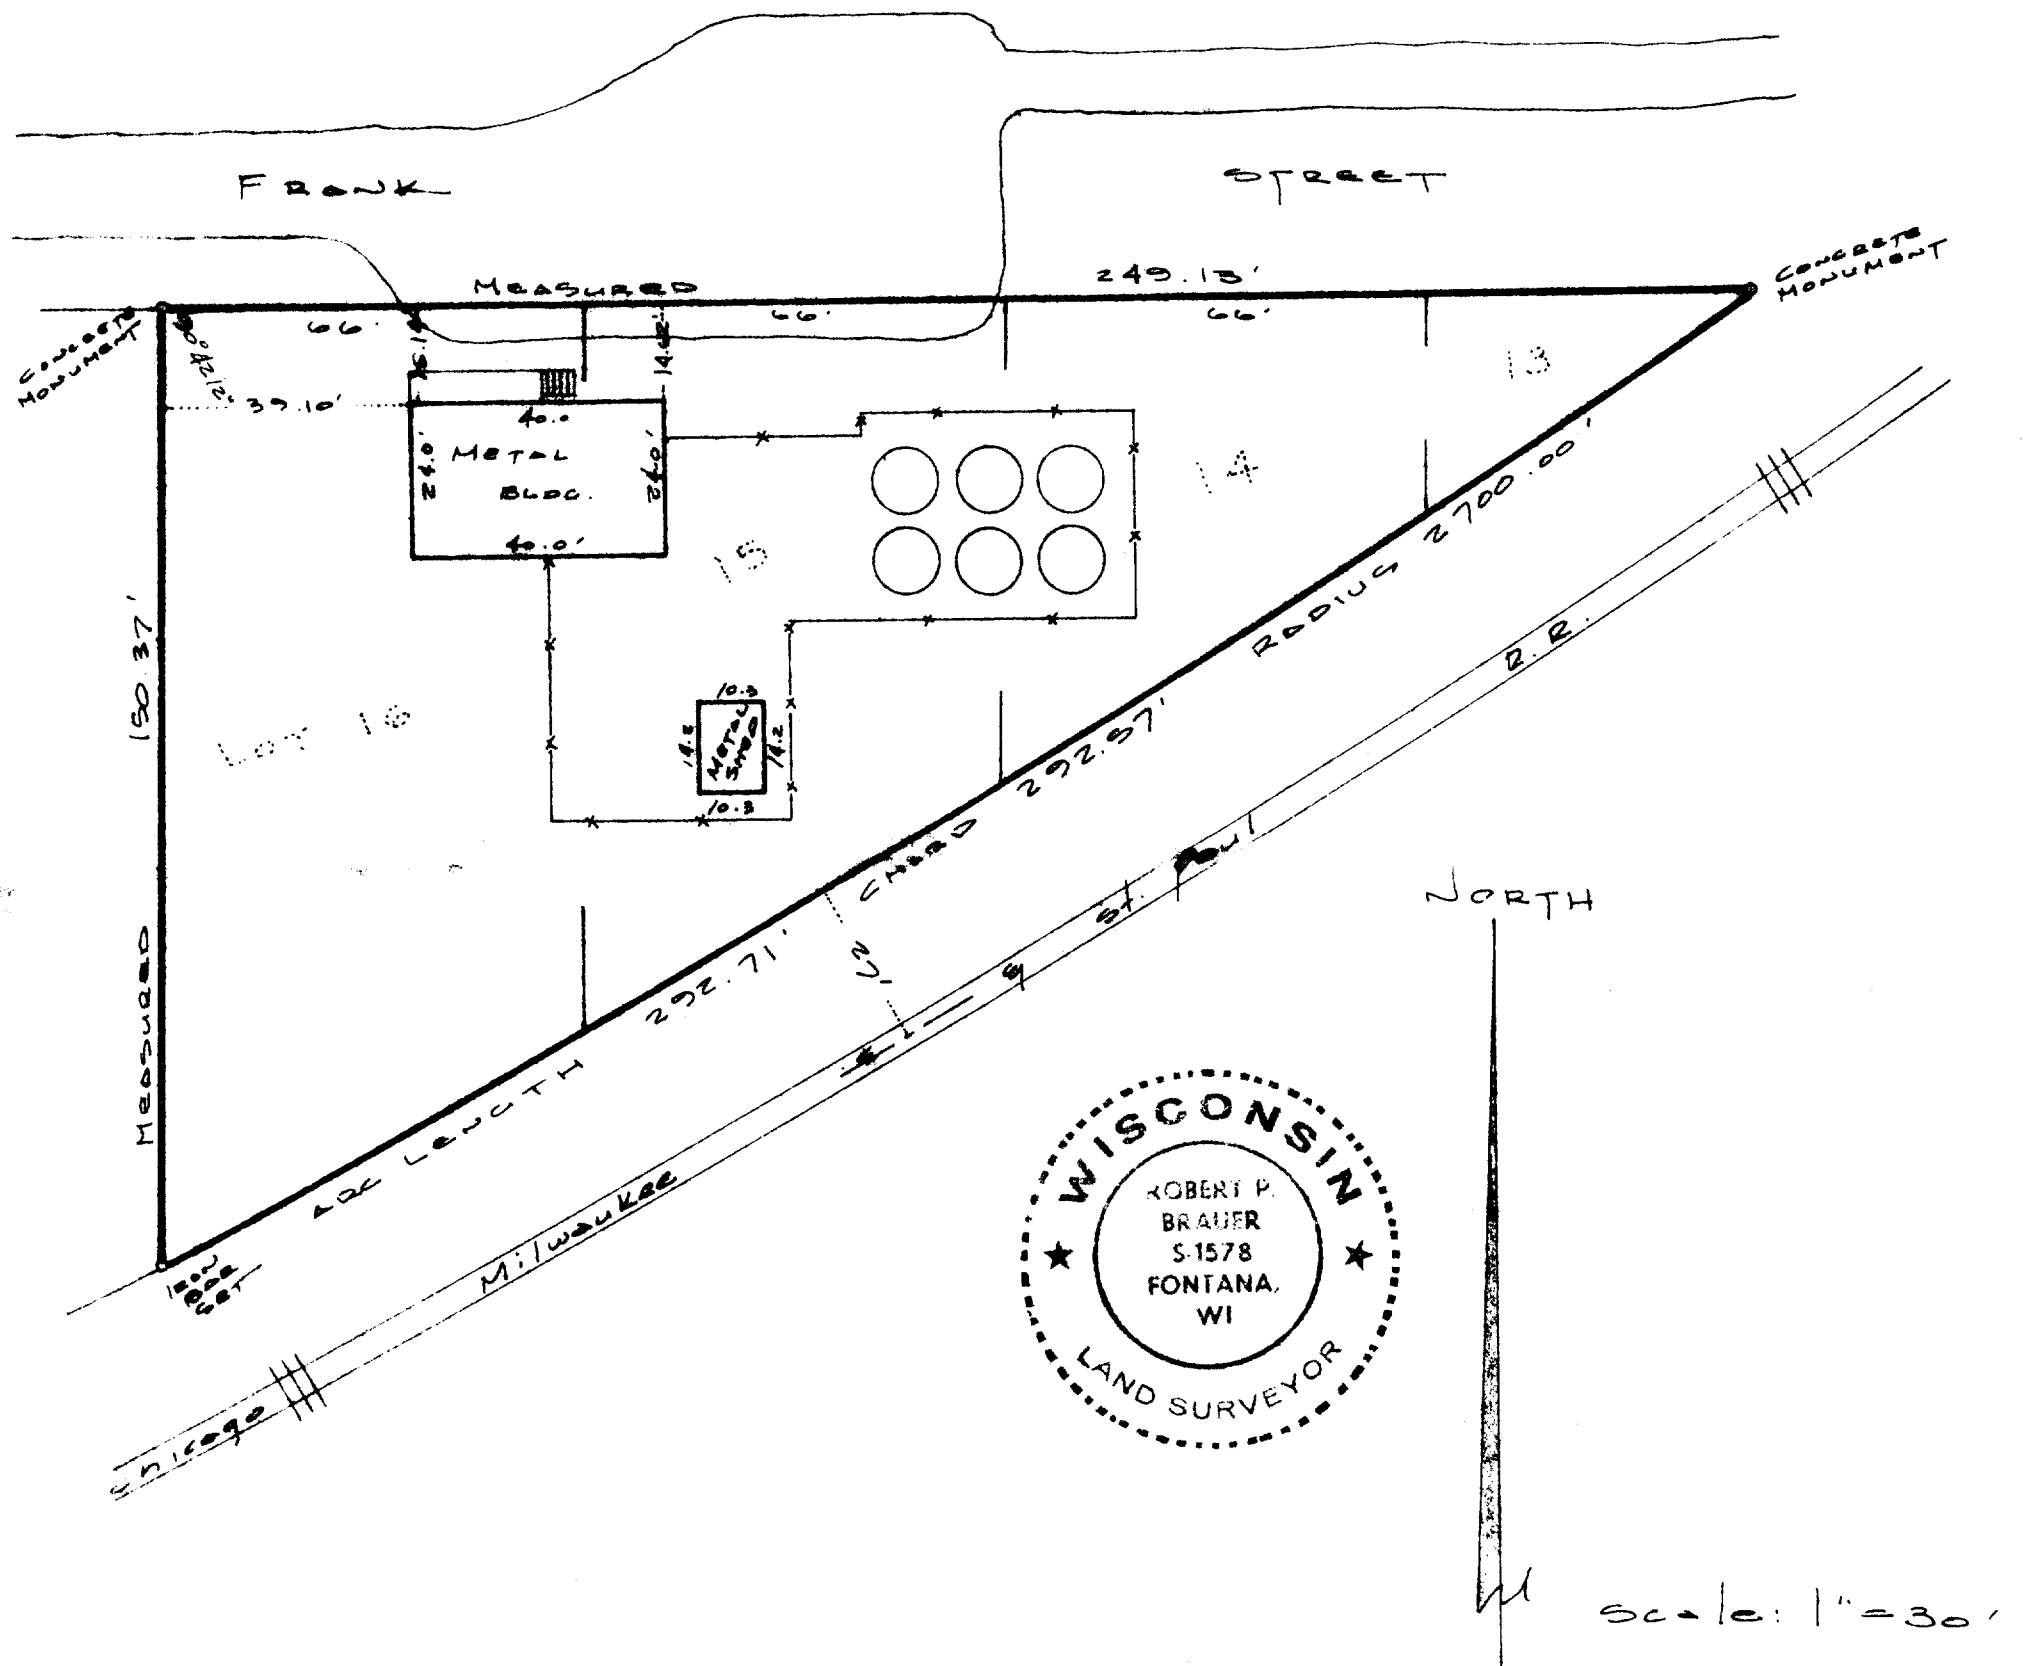 FRANK STREET
MEASURED 249.13'
CONCRETE
MONUMENT
CONCRETE
MONUMENT
66' 66' 66'
14.62'
39.10'
40.0
24.0' METAL 24.0'
BLDG.
40.0'
13
14
15
LOT 16
10.3
14.2 METAL 14.2
SHED
10.3
150.37'
MEASURED
ARC LENGTH 292.71'
CHORD 292.57'
RADIUS 2700.00'
IRON
BAR
SET
Chicago Milwaukee & St. Paul R.R.
NORTH
WISCONSIN
ROBERT P.
BRAUER
S-1578
FONTANA,
WI
LAND SURVEYOR
Scale: 1" = 30'